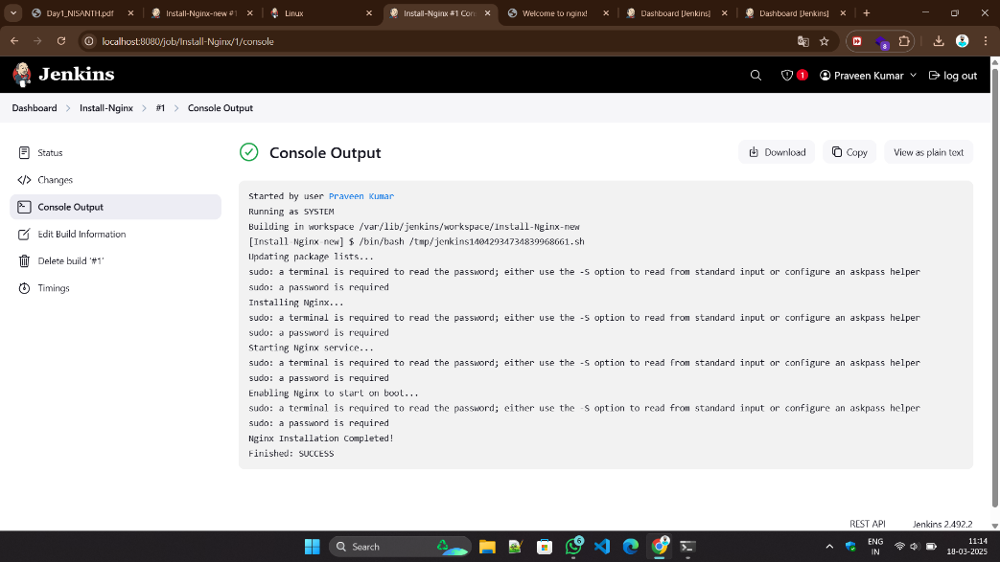 Day1_NISANTH.pdf
Install-Nginx-new #1
Linux
Install-Nginx #1 Con
Welcome to nginx!
Dashboard [Jenkins]
Dashboard [Jenkins]
localhost:8080/job/Install-Nginx/1/console
8
Jenkins
1
Praveen Kumar
log out
Dashboard > Install-Nginx > #1 > Console Output
Status
Changes
Console Output
Edit Build Information
Delete build '#1'
Timings
Console Output
Download
Copy
View as plain text
Started by user Praveen Kumar
Running as SYSTEM
Building in workspace /var/lib/jenkins/workspace/Install-Nginx-new
[Install-Nginx-new] $ /bin/bash /tmp/jenkins14042934734839968661.sh
Updating package lists...
sudo: a terminal is required to read the password; either use the -S option to read from standard input or configure an askpass helper
sudo: a password is required
Installing Nginx...
sudo: a terminal is required to read the password; either use the -S option to read from standard input or configure an askpass helper
sudo: a password is required
Starting Nginx service...
sudo: a terminal is required to read the password; either use the -S option to read from standard input or configure an askpass helper
sudo: a password is required
Enabling Nginx to start on boot...
sudo: a terminal is required to read the password; either use the -S option to read from standard input or configure an askpass helper
sudo: a password is required
Nginx Installation Completed!
Finished: SUCCESS
REST API
Jenkins 2.492.2
Search
6
ENG
IN
11:14
18-03-2025